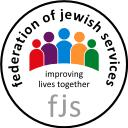 federation of jewish services
improving
lives together
fjs